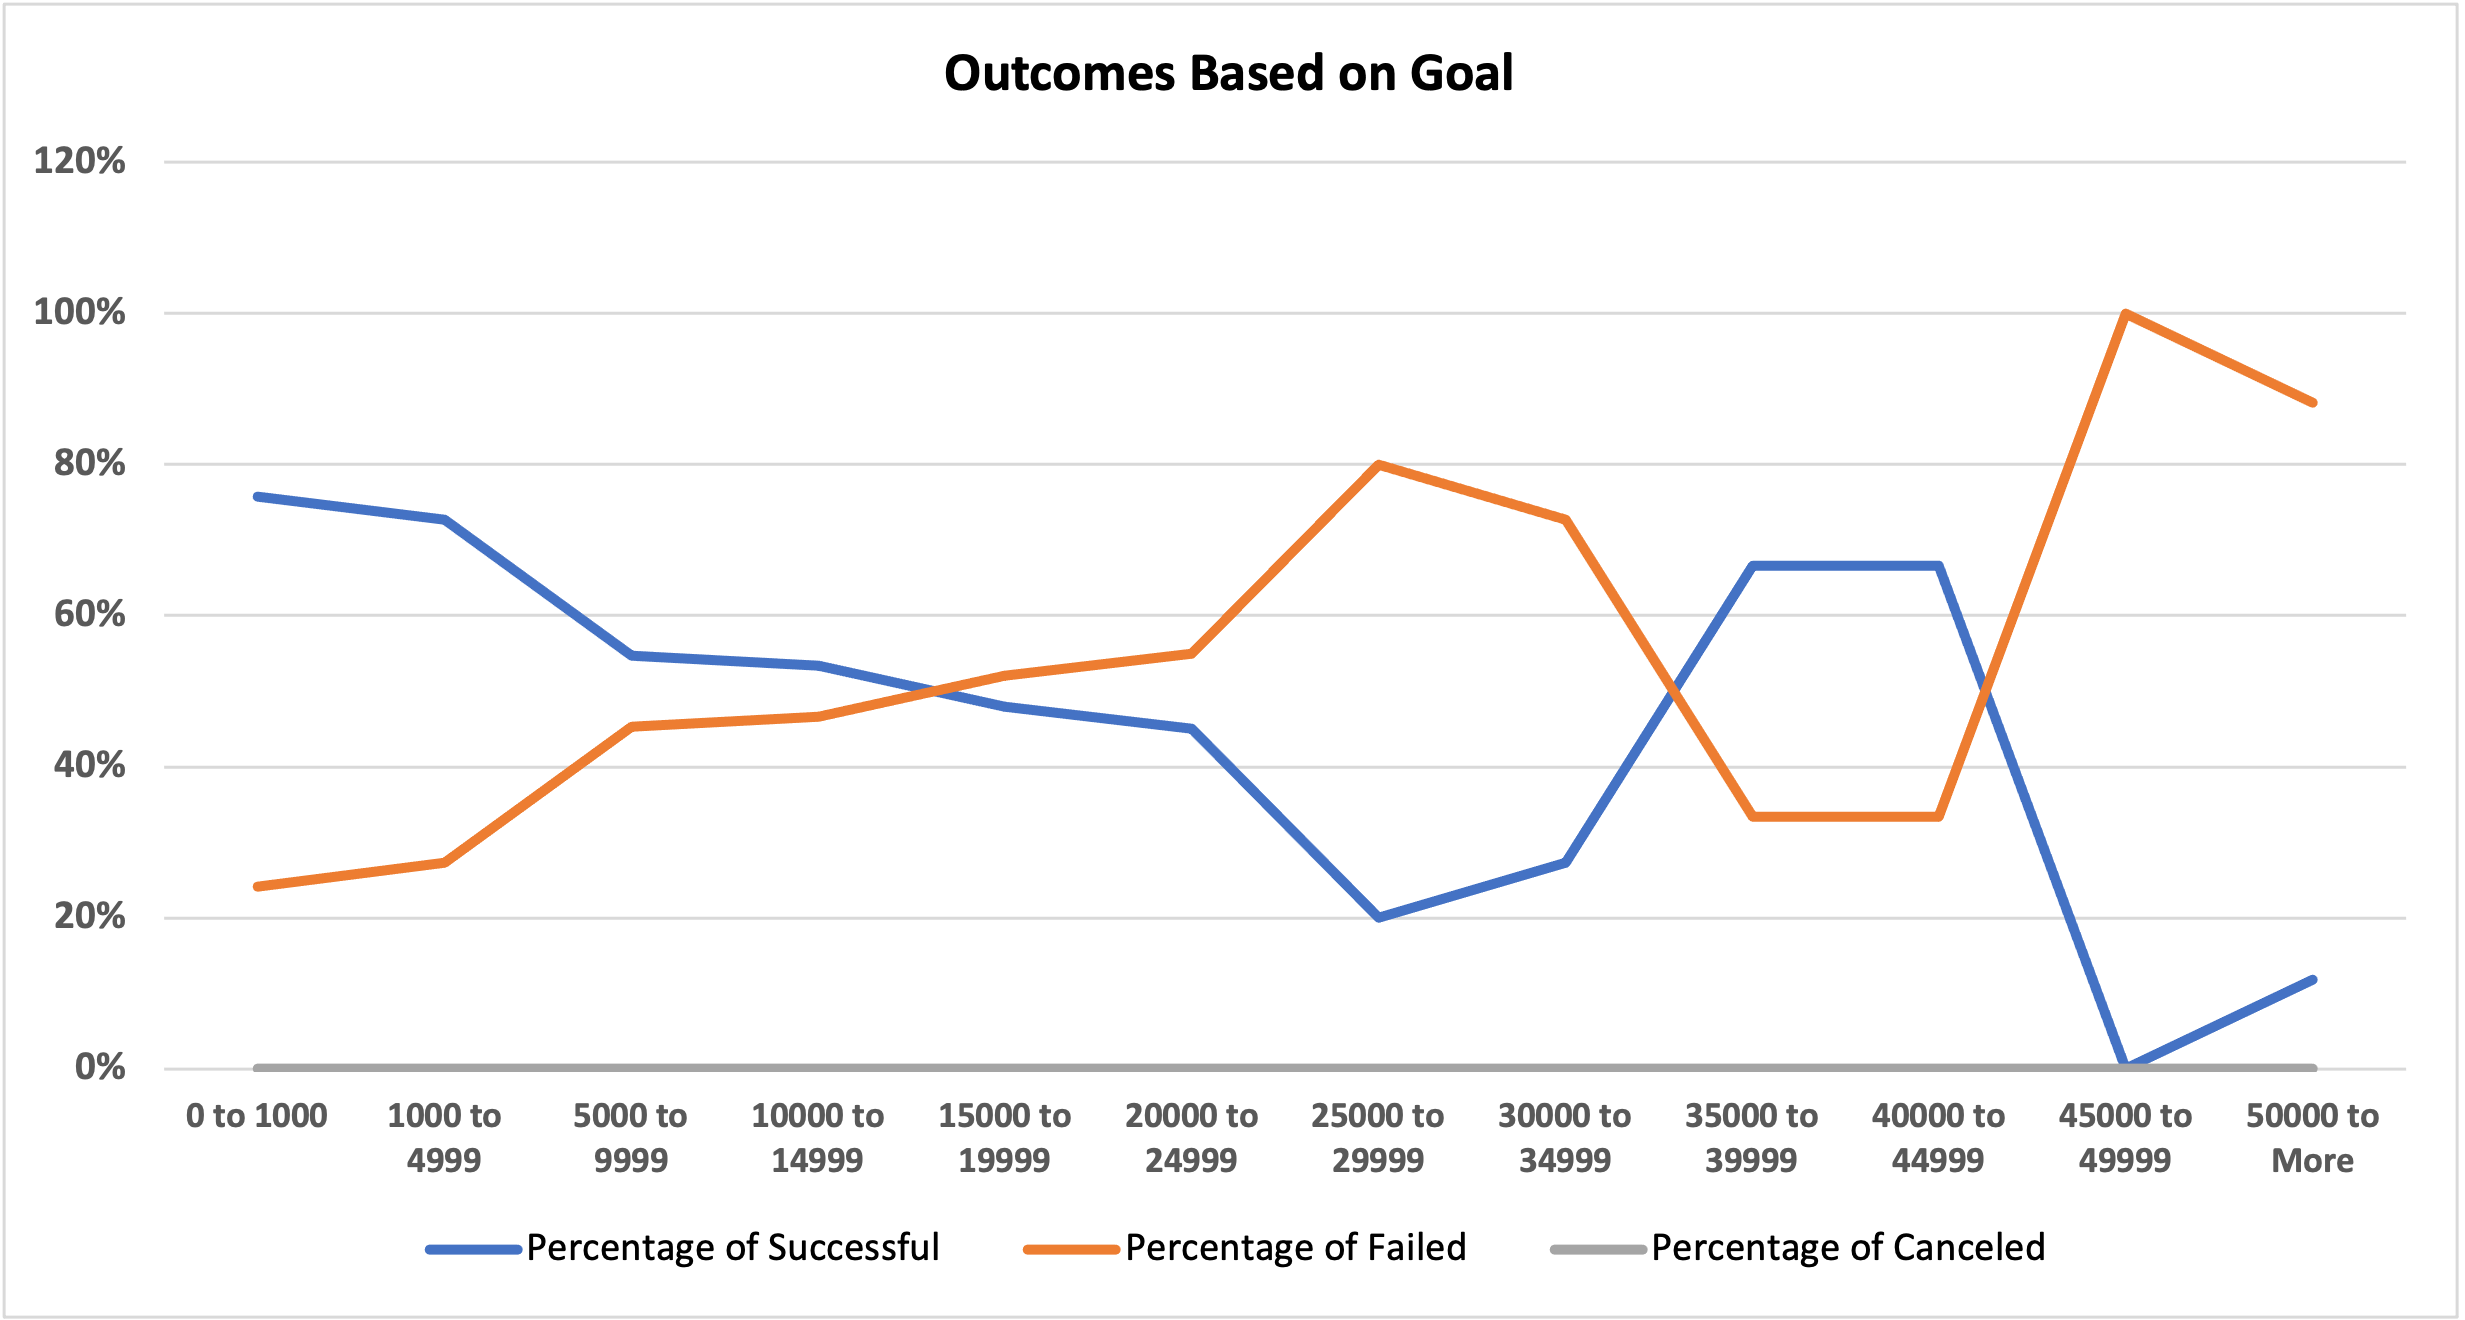 Outcomes Based on Goal
120%
100%
80%
60%
40%
20%
0%
0 to 1000
1000 to
4999
5000 to
9999
10000 to
14999
15000 to
19999
20000 to
24999
25000 to
29999
30000 to
34999
35000 to
39999
40000 to
44999
45000 to
49999
50000 to
More
Percentage of Successful
Percentage of Failed
Percentage of Canceled